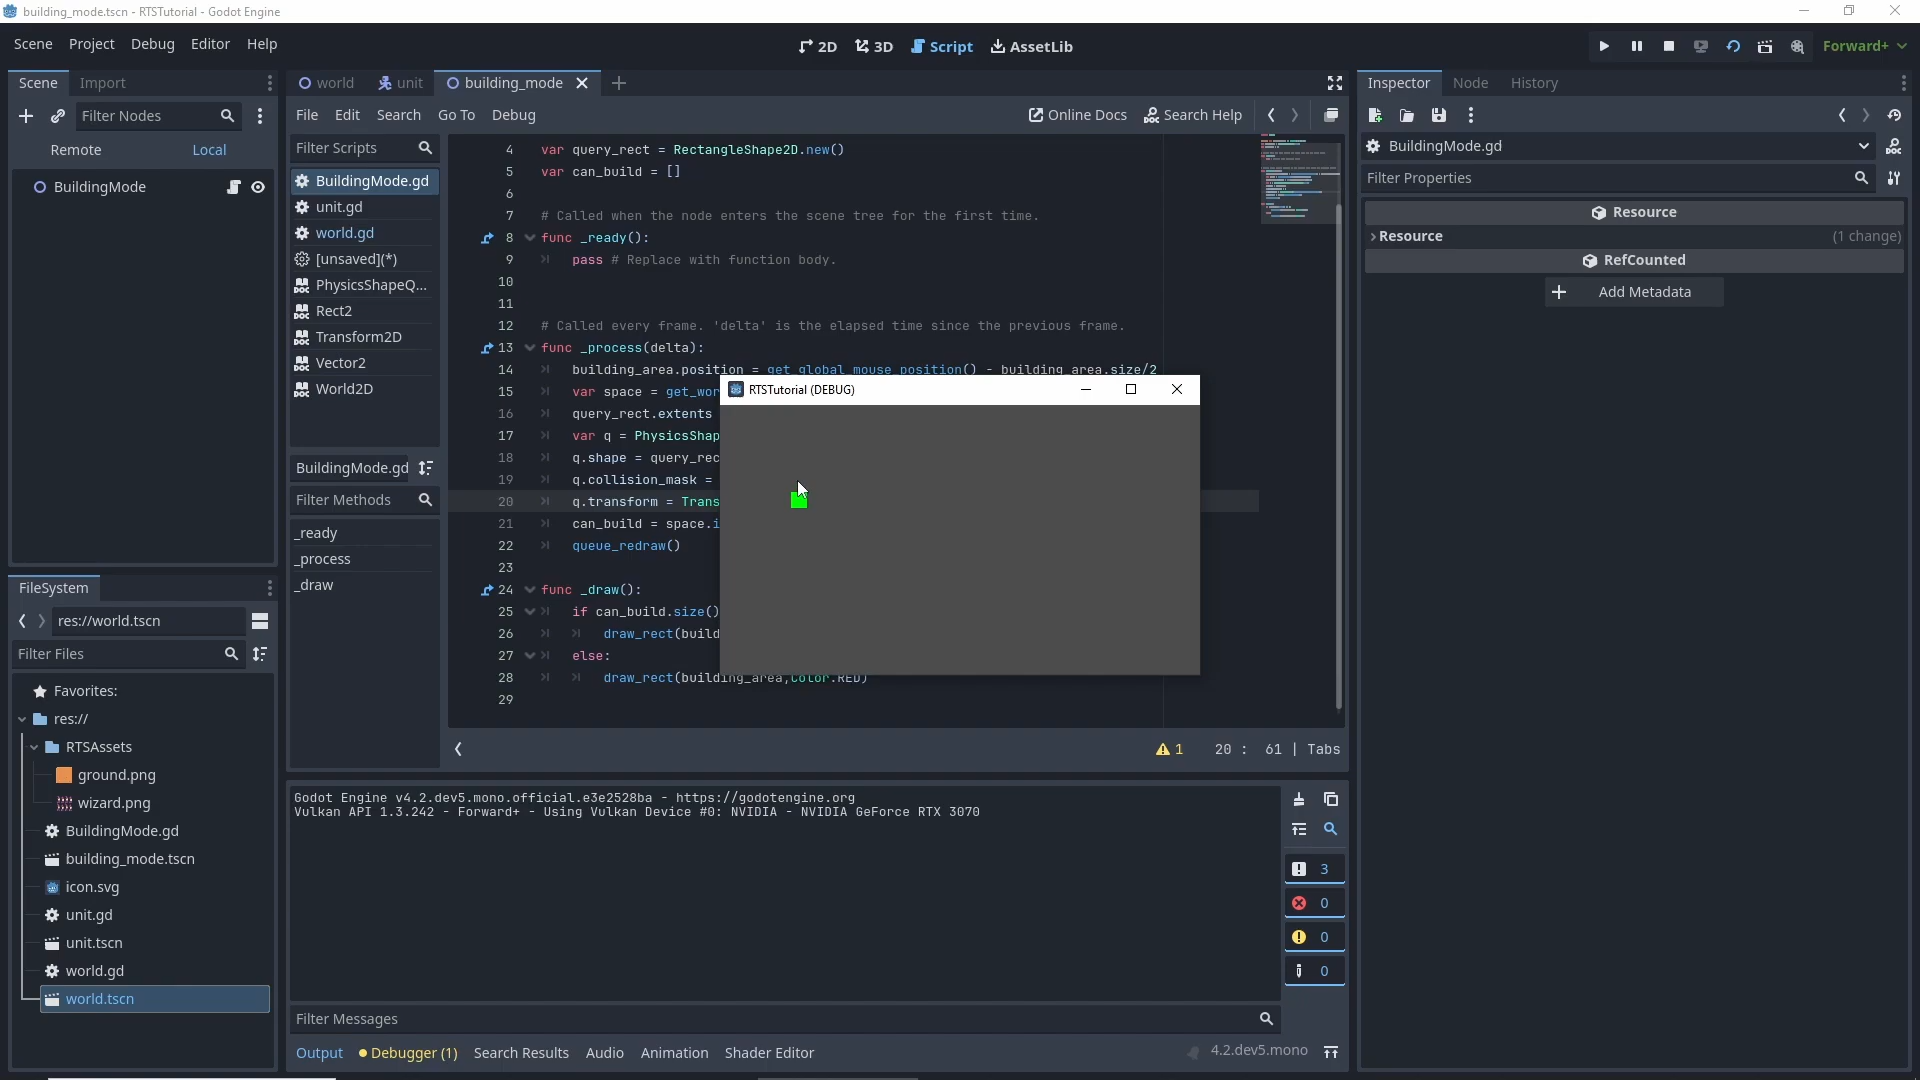 building_mode.tscn - RTSTutorial - Godot Engine
Scene Project Debug Editor Help
2D 3D Script AssetLib
Forward+
Scene Import
world unit building_mode
Inspector Node History
Filter Nodes
File Edit Search Go To Debug
Online Docs Search Help
Remote Local
Filter Scripts
BuildingMode.gd
Filter Properties
BuildingMode
BuildingMode.gd
unit.gd
world.gd
[unsaved](*)
PhysicsShapeQ...
Rect2
Transform2D
Vector2
World2D
BuildingMode.gd
Filter Methods
_ready
_process
_draw
4 var query_rect = RectangleShape2D.new()
5 var can_build = []
6
7 # Called when the node enters the scene tree for the first time.
8 func _ready():
9 pass # Replace with function body.
10
11
12 # Called every frame. 'delta' is the elapsed time since the previous frame.
13 func _process(delta):
14 building_area.position = get_global_mouse_position() - building_area.size/2
15 var space = get_wor
16 query_rect.extents
17 var q = PhysicsShap
18 q.shape = query_rec
19 q.collision_mask =
20 q.transform = Trans
21 can_build = space.i
22 queue_redraw()
23
24 func _draw():
25 if can_build.size()
26 draw_rect(build
27 else:
28 draw_rect(building_area,Color.RED)
29
RTSTutorial (DEBUG)
1 20 : 61 | Tabs
Resource
Resource (1 change)
RefCounted
Add Metadata
FileSystem
res://world.tscn
Filter Files
Favorites:
res://
RTSAssets
ground.png
wizard.png
BuildingMode.gd
building_mode.tscn
icon.svg
unit.gd
unit.tscn
world.gd
world.tscn
Godot Engine v4.2.dev5.mono.official.e3e2528ba - https://godotengine.org
Vulkan API 1.3.242 - Forward+ - Using Vulkan Device #0: NVIDIA - NVIDIA GeForce RTX 3070
3
0
0
0
Filter Messages
Output Debugger (1) Search Results Audio Animation Shader Editor
4.2.dev5.mono